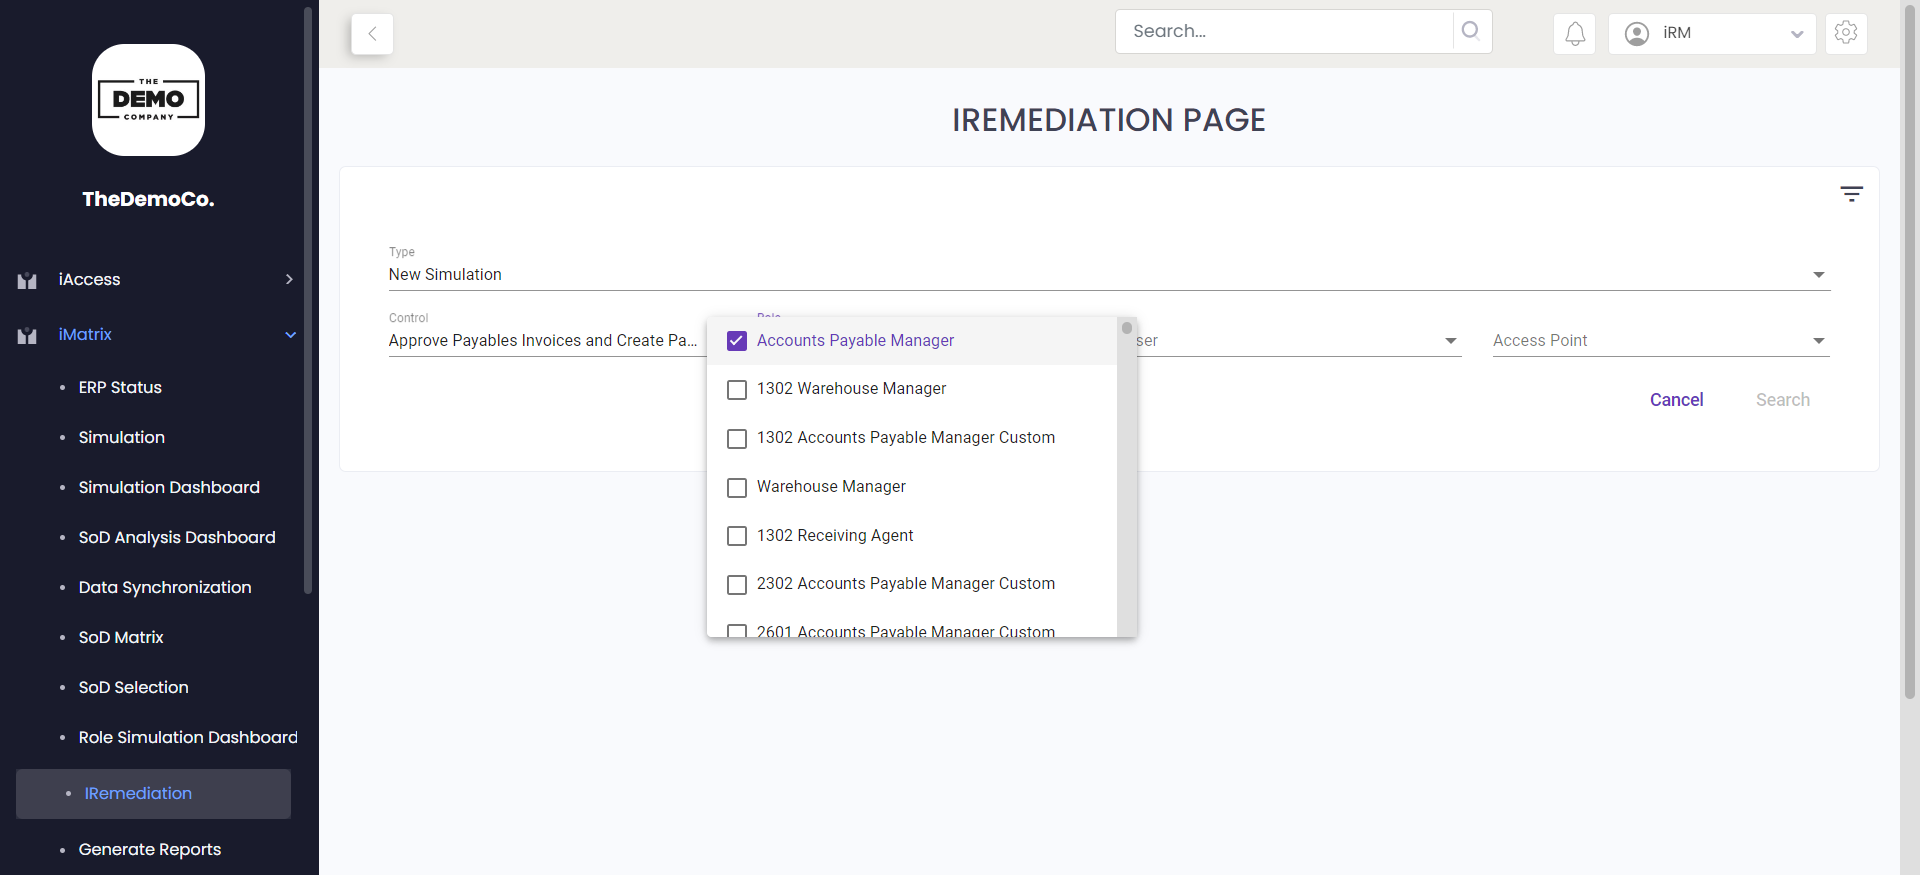 THE
DEMO
COMPANY
TheDemoCo.
iAccess
iMatrix
ERP Status
Simulation
Simulation Dashboard
SoD Analysis Dashboard
Data Synchronization
SoD Matrix
SoD Selection
Role Simulation Dashboard
IRemediation
Generate Reports
Search...
iRM
IREMEDIATION PAGE
Type
New Simulation
Control
Approve Payables Invoices and Create Pa...
Role
Accounts Payable Manager
1302 Warehouse Manager
1302 Accounts Payable Manager Custom
Warehouse Manager
1302 Receiving Agent
2302 Accounts Payable Manager Custom
2601 Accounts Payable Manager Custom
ser
Access Point
Cancel
Search